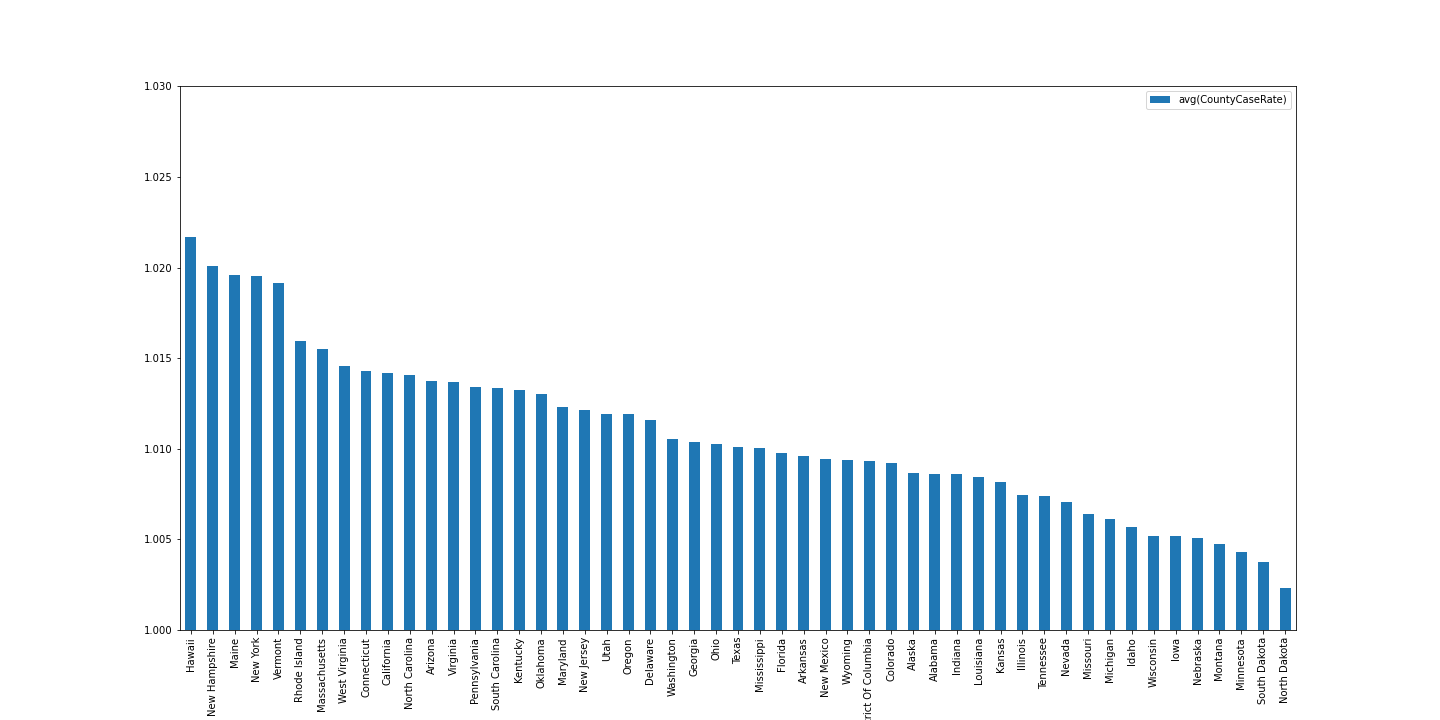 1.030
avg(CountyCaseRate)
1.025
1.020
1.015
1.010
1.005
1.000
Hawaii
New Hampshire
Maine
New York
Vermont
Rhode Island
Massachusetts
West Virginia
Connecticut
California
North Carolina
Arizona
Virginia
Pennsylvania
South Carolina
Kentucky
Oklahoma
Maryland
New Jersey
Utah
Oregon
Delaware
Washington
Georgia
Ohio
Texas
Mississippi
Florida
Arkansas
New Mexico
Wyoming
trict Of Columbia
Colorado
Alaska
Alabama
Indiana
Louisiana
Kansas
Illinois
Tennessee
Nevada
Missouri
Michigan
Idaho
Wisconsin
Iowa
Nebraska
Montana
Minnesota
South Dakota
North Dakota